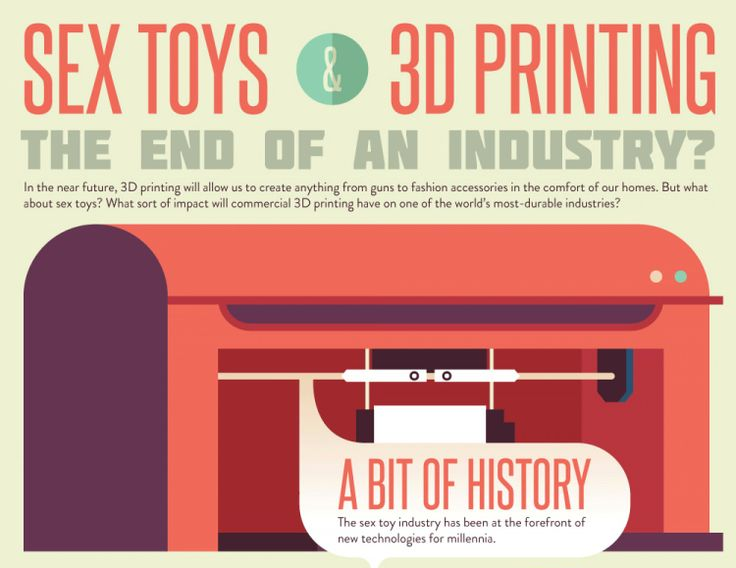 SEX TOYS & 3D PRINTING
THE END OF AN INDUSTRY?
In the near future, 3D printing will allow us to create anything from guns to fashion accessories in the comfort of our homes. But what
about sex toys? What sort of impact will commercial 3D printing have on one of the world's most-durable industries?
A BIT OF HISTORY
The sex toy industry has been at the forefront of
new technologies for millennia.